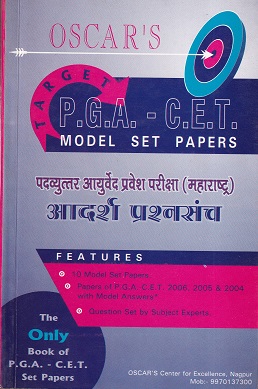 OSCAR'S
TARGET
P.G.A. - C.E.T.
MODEL SET PAPERS
पदव्युत्तर आयुर्वेद प्रवेश परीक्षा (महाराष्ट्र)
आदर्श प्रश्नसंच
FEATURES
10 Model Set Papers.
Papers of P.G.A. C.E.T. 2006, 2005 & 2004
with Model Answers*
Question Set by Subject Experts.
The
Only
Book of
P.G.A. - C.E.T.
Set Papers
OSCAR'S Center for Excellence, Nagpur
Mob:- 9970137300